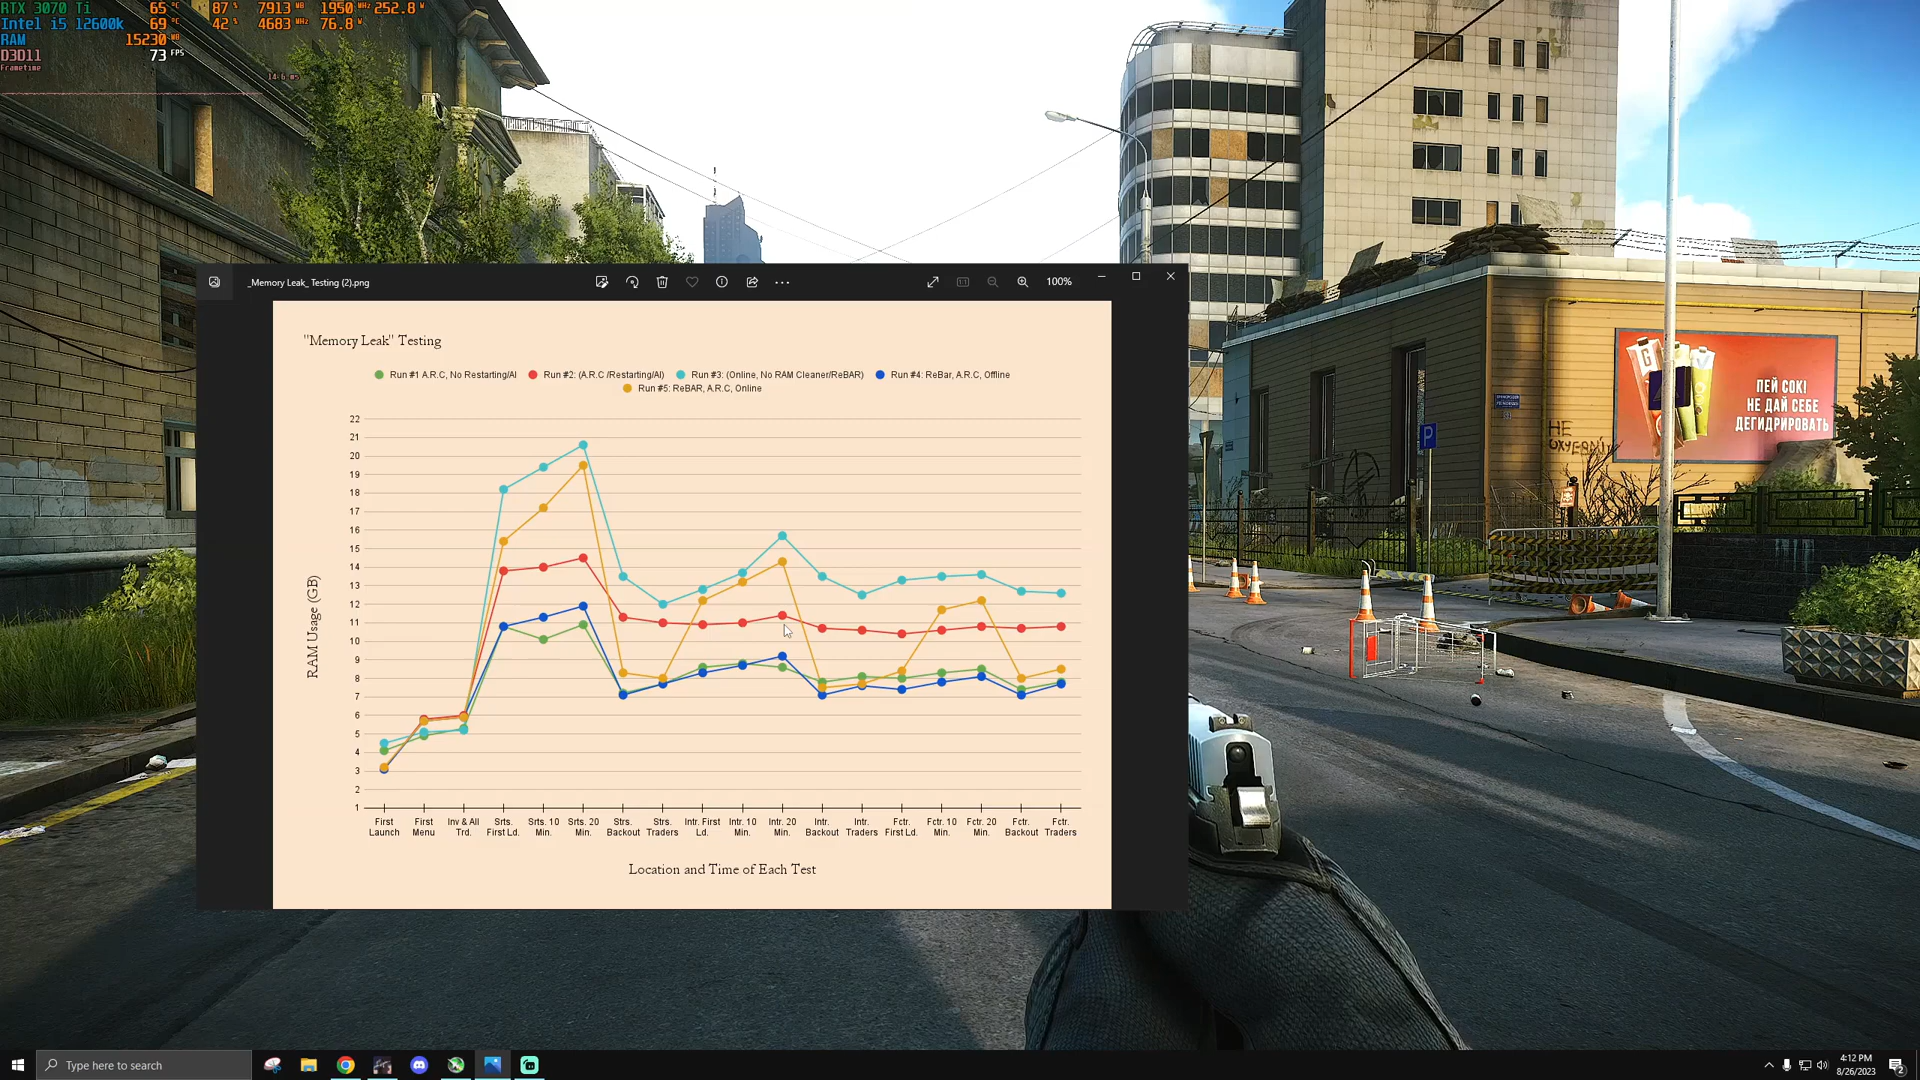 RTX 3070 Ti 65 °C 87 % 7913 MB 1950 MHz 252.8 W
Intel i5 12600k 69 °C 42 % 4683 MHz 76.8 W
RAM 15230 MB
D3D11 73 FPS
Frametime
14.6 ms
_Memory Leak_ Testing (2).png
100%
"Memory Leak" Testing
Run #1 A.R.C, No Restarting/AI Run #2: (A.R.C /Restarting/AI) Run #3: (Online, No RAM Cleaner/ReBAR) Run #4: ReBar, A.R.C, Offline
Run #5: ReBAR, A.R.C, Online
22
21
20
19
18
17
16
15
14
13
12
11
10
9
8
7
6
5
4
3
2
1
RAM Usage (GB)
First Launch
First Menu
Inv & All Trd.
Srts. First Ld.
Srts. 10 Min.
Srts. 20 Min.
Strs. Backout
Strs. Traders
Intr. First Ld.
Intr. 10 Min.
Intr. 20 Min.
Intr. Backout
Intr. Traders
Fctr. First Ld.
Fctr. 10 Min.
Fctr. 20 Min.
Fctr. Backout
Fctr. Traders
Location and Time of Each Test
ПЕЙ СОКІ
НЕ ДАЙ СЕБЕ
ДЕГИДРИРОВАТЬ
НЕ
P
Type here to search
4:12 PM
8/26/2023
2